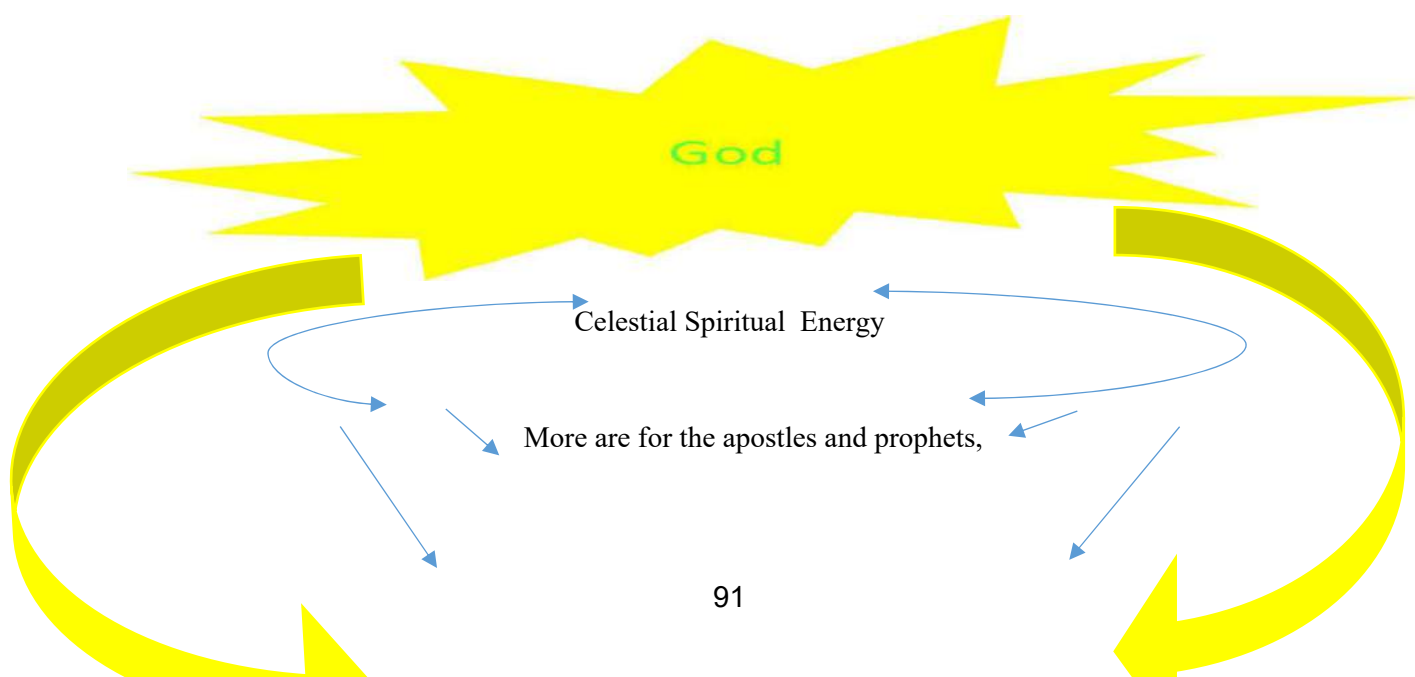 God
Celestial Spiritual  Energy
More are for the apostles and prophets,
91